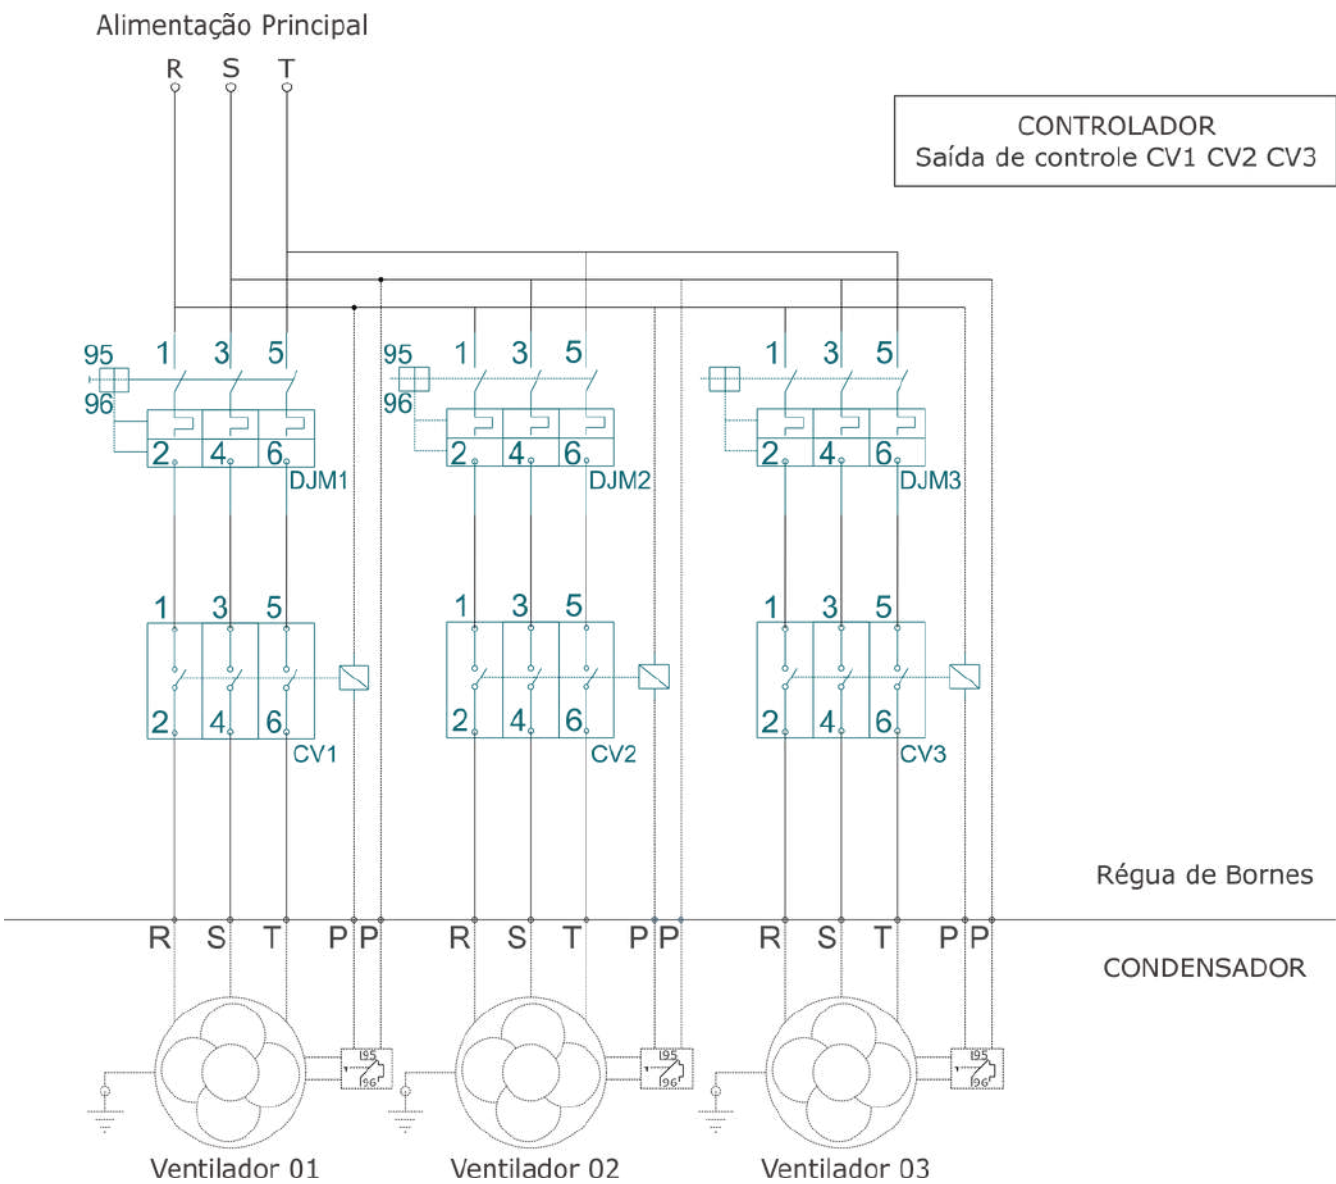 Alimentação Principal
R S T
CONTROLADOR
Saída de controle CV1 CV2 CV3
95 1 3 5 95 1 3 5 1 3 5
96 96
2 4 6 2 4 6 2 4 6
DJM1 DJM2 DJM3
1 3 5 1 3 5 1 3 5
2 4 6 2 4 6 2 4 6
CV1 CV2 CV3
Régua de Bornes
R S T P P R S T P P R S T P P
CONDENSADOR
95 95 95
96 96 96
Ventilador 01 Ventilador 02 Ventilador 03